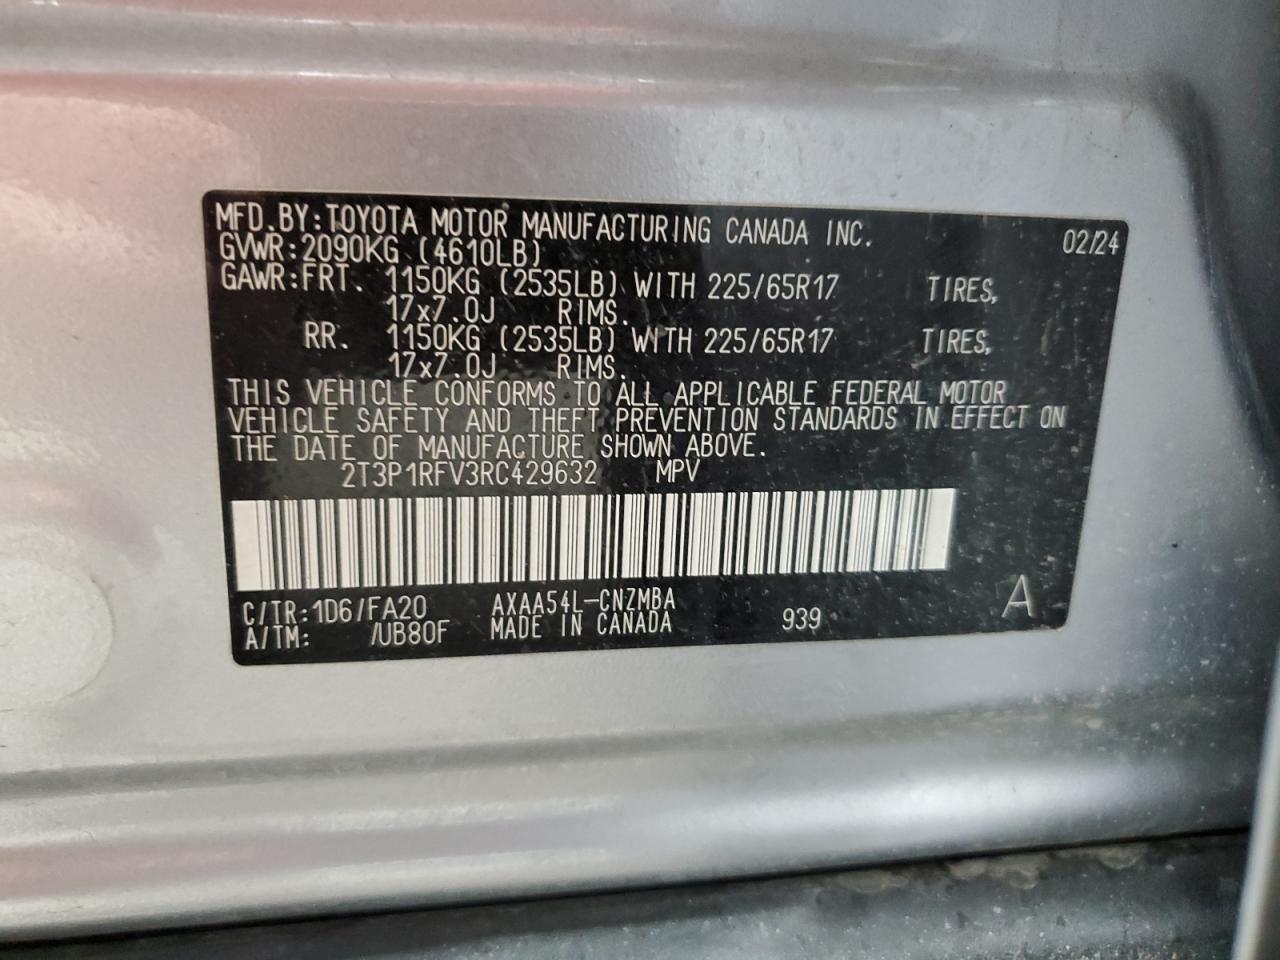 MFD.BY:TOYOTA MOTOR MANUFACTURING CANADA INC. 02/24
GVWR:2090KG (4610LB)
GAWR:FRT. 1150KG (2535LB) WITH 225/65R17 TIRES,
17x7.0J RIMS.
RR. 1150KG (2535LB) WITH 225/65R17 TIRES,
17x7.0J RIMS.
THIS VEHICLE CONFORMS TO ALL APPLICABLE FEDERAL MOTOR
VEHICLE SAFETY AND THEFT PREVENTION STANDARDS IN EFFECT ON
THE DATE OF MANUFACTURE SHOWN ABOVE.
2T3P1RFV3RC429632 MPV
C/TR:1D6/FA20 AXAA54L-CNZMBA
A/TM: /UB80F MADE IN CANADA 939 A